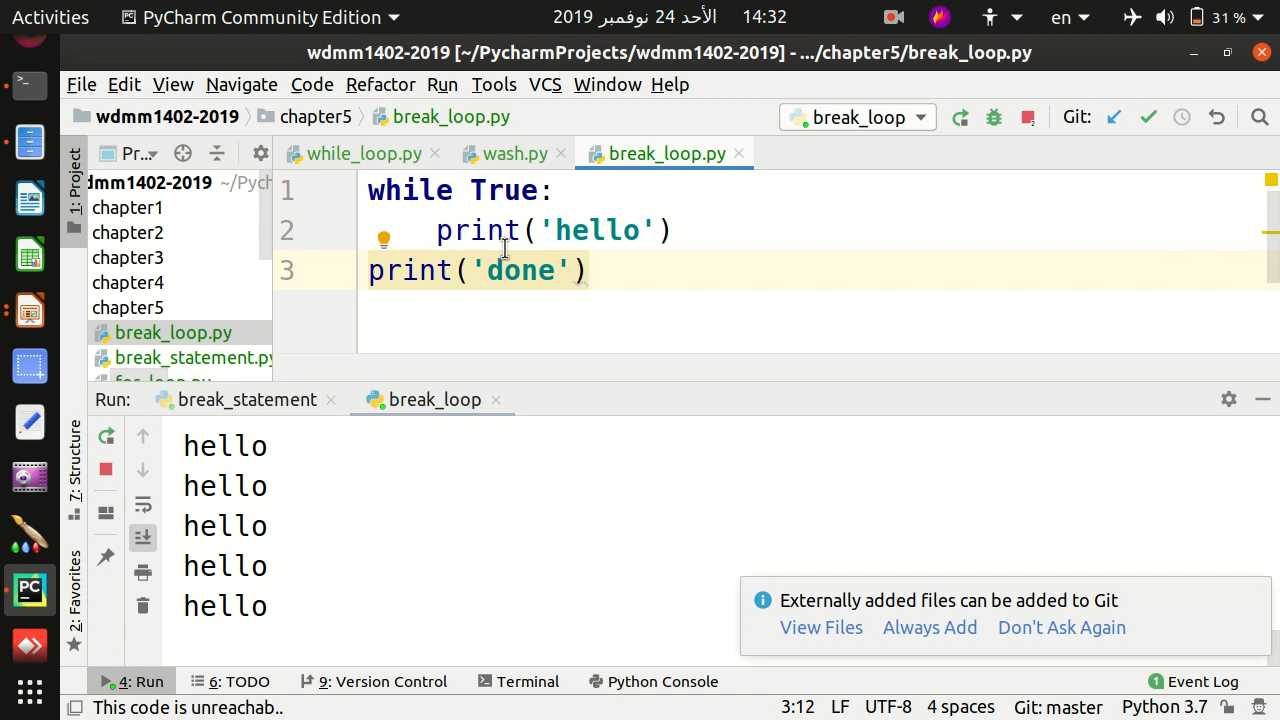 Activities PyCharm Community Edition الأحد 24 نوفمبر 2019 14:32 en 31 %
wdmm1402-2019 [~/PycharmProjects/wdmm1402-2019] - .../chapter5/break_loop.py
File Edit View Navigate Code Refactor Run Tools VCS Window Help
wdmm1402-2019 chapter5 break_loop.py break_loop Git:
1: Project
Pr... while_loop.py wash.py break_loop.py
dmm1402-2019 ~/Pych
chapter1
chapter2
chapter3
chapter4
chapter5
break_loop.py
break_statement.py
for_loop.py
1 while True:
2 print('hello')
3 print('done')
Run: break_statement break_loop
7: Structure
2: Favorites
hello
hello
hello
hello
hello
Externally added files can be added to Git
View Files Always Add Don't Ask Again
4: Run 6: TODO 9: Version Control Terminal Python Console 1 Event Log
This code is unreachab.. 3:12 LF UTF-8 4 spaces Git: master Python 3.7